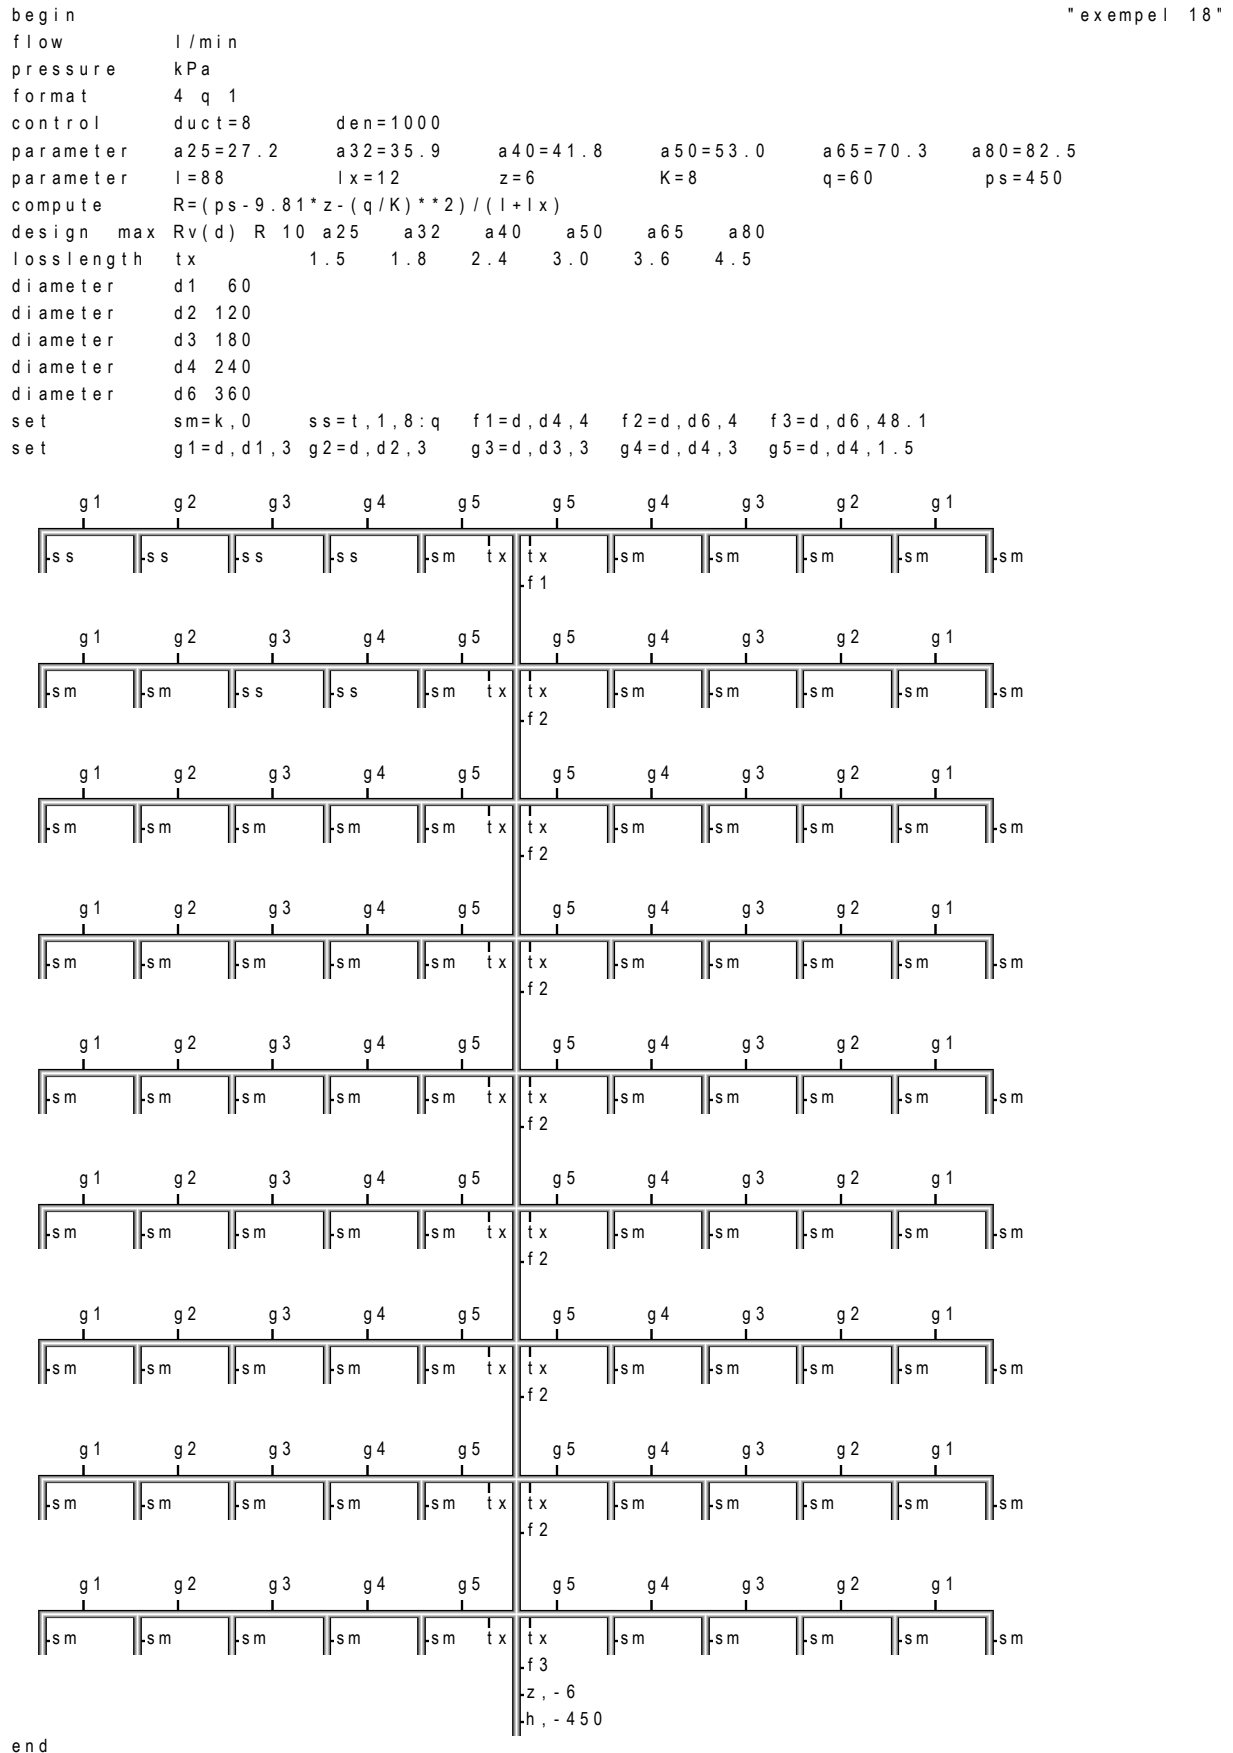 begin "exempel 18"
flow l/min
pressure kPa
format 4 q 1
control duct=8 den=1000
parameter a25=27.2 a32=35.9 a40=41.8 a50=53.0 a65=70.3 a80=82.5
parameter l=88 lx=12 z=6 K=8 q=60 ps=450
compute R=(ps-9.81*z-(q/K)**2)/(l+lx)
design max Rv(d) R 10 a25 a32 a40 a50 a65 a80
losslength tx 1.5 1.8 2.4 3.0 3.6 4.5
diameter d1 60
diameter d2 120
diameter d3 180
diameter d4 240
diameter d6 360
set sm=k,0 ss=t,1,8:q f1=d,d4,4 f2=d,d6,4 f3=d,d6,48.1
set g1=d,d1,3 g2=d,d2,3 g3=d,d3,3 g4=d,d4,3 g5=d,d4,1.5
g1 g2 g3 g4 g5 g5 g4 g3 g2 g1
ss ss ss ss sm tx tx sm sm sm sm sm
f1
g1 g2 g3 g4 g5 g5 g4 g3 g2 g1
sm sm ss ss sm tx tx sm sm sm sm sm
f2
g1 g2 g3 g4 g5 g5 g4 g3 g2 g1
sm sm sm sm sm tx tx sm sm sm sm sm
f2
g1 g2 g3 g4 g5 g5 g4 g3 g2 g1
sm sm sm sm sm tx tx sm sm sm sm sm
f2
g1 g2 g3 g4 g5 g5 g4 g3 g2 g1
sm sm sm sm sm tx tx sm sm sm sm sm
f2
g1 g2 g3 g4 g5 g5 g4 g3 g2 g1
sm sm sm sm sm tx tx sm sm sm sm sm
f2
g1 g2 g3 g4 g5 g5 g4 g3 g2 g1
sm sm sm sm sm tx tx sm sm sm sm sm
f2
g1 g2 g3 g4 g5 g5 g4 g3 g2 g1
sm sm sm sm sm tx tx sm sm sm sm sm
f2
g1 g2 g3 g4 g5 g5 g4 g3 g2 g1
sm sm sm sm sm tx tx sm sm sm sm sm
f3
z,-6
h,-450
end